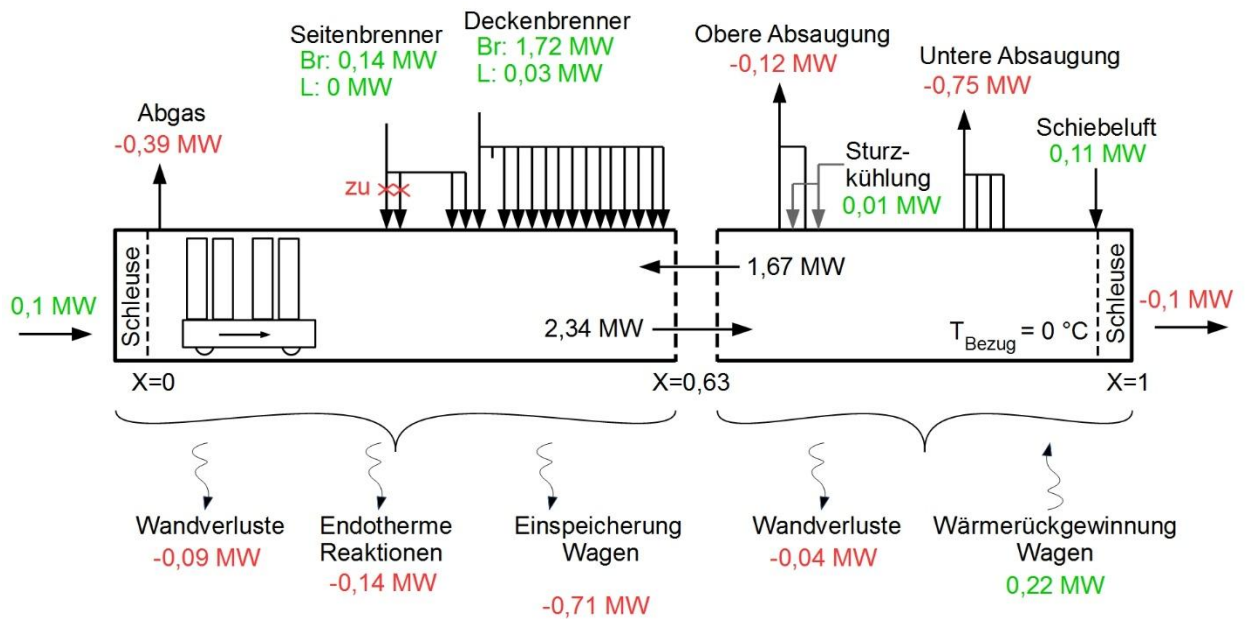 Seitenbrenner
Br: 0,14 MW
L: 0 MW
Deckenbrenner
Br: 1,72 MW
L: 0,03 MW
Obere Absaugung
-0,12 MW
Untere Absaugung
-0,75 MW
Abgas
-0,39 MW
Schiebeluft
0,11 MW
zu
Sturz-
kühlung
0,01 MW
0,1 MW
Schleuse
1,67 MW
2,34 MW
T_Bezug = 0 °C
Schleuse
-0,1 MW
X=0
X=0,63
X=1
Wandverluste
-0,09 MW
Endotherme
Reaktionen
-0,14 MW
Einspeicherung
Wagen
-0,71 MW
Wandverluste
-0,04 MW
Wärmerückgewinnung
Wagen
0,22 MW